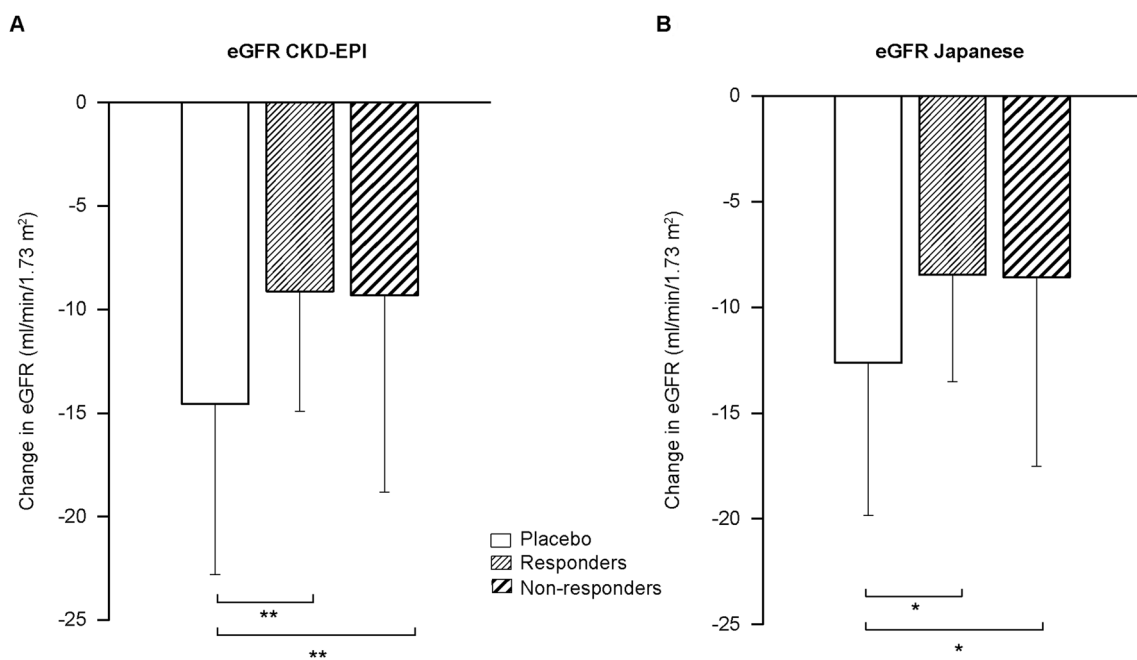 A
eGFR CKD-EPI
0
-5
-10
-15
-20
-25
Change in eGFR (ml/min/1.73 m²)
**
**
Placebo
Responders
Non-responders
B
eGFR Japanese
0
-5
-10
-15
-20
-25
Change in eGFR (ml/min/1.73 m²)
*
*